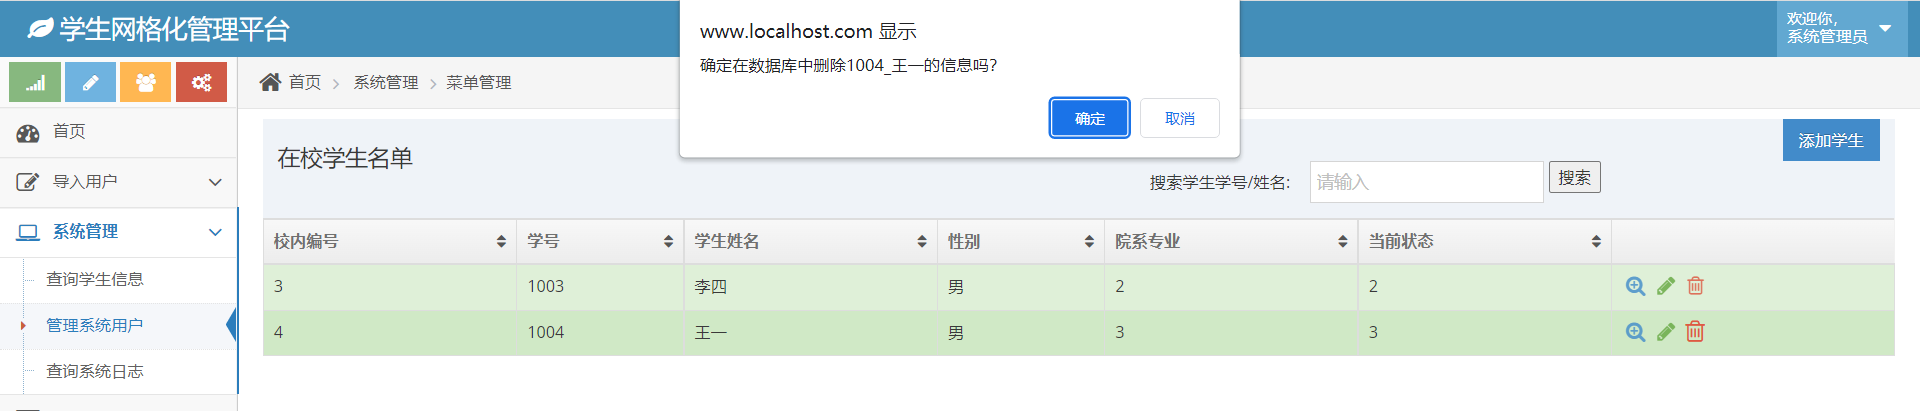 学生网格化管理平台
www.localhost.com 显示
确定在数据库中删除1004_王一的信息吗?
确定
取消
欢迎你,
系统管理员
首页
系统管理
菜单管理
首页
导入用户
系统管理
查询学生信息
管理系统用户
查询系统日志
在校学生名单
添加学生
搜索学生学号/姓名: 请输入 搜索
校内编号 学号 学生姓名 性别 院系专业 当前状态
3 1003 李四 男 2 2
4 1004 王一 男 3 3